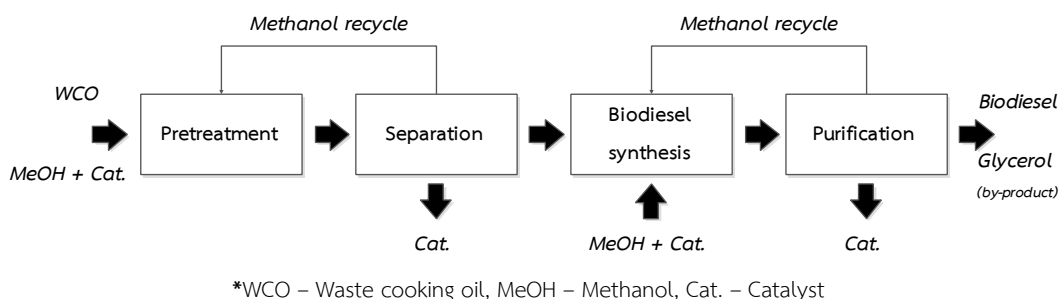 Methanol recycle
Methanol recycle
WCO
MeOH + Cat.
Pretreatment
Separation
Biodiesel
synthesis
Purification
Biodiesel
Glycerol
(by-product)
Cat.
MeOH + Cat.
Cat.
*WCO – Waste cooking oil, MeOH – Methanol, Cat. – Catalyst